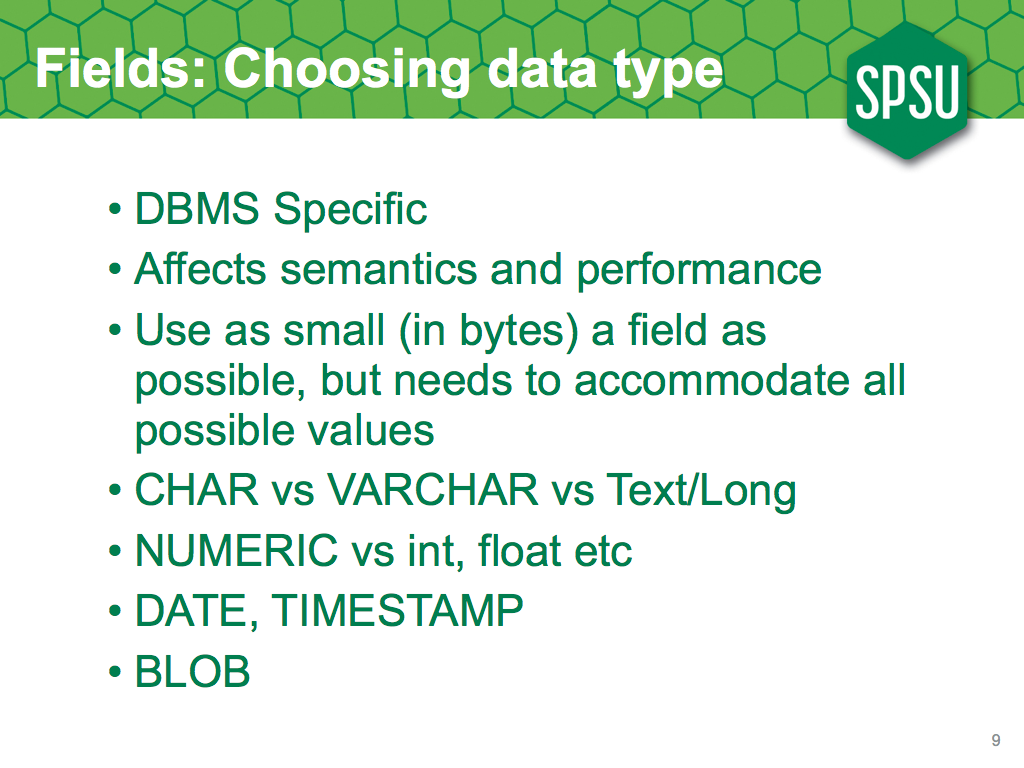 Fields: Choosing data type
SPSU
• DBMS Specific
• Affects semantics and performance
• Use as small (in bytes) a field as
possible, but needs to accommodate all
possible values
• CHAR vs VARCHAR vs Text/Long
• NUMERIC vs int, float etc
• DATE, TIMESTAMP
• BLOB
9